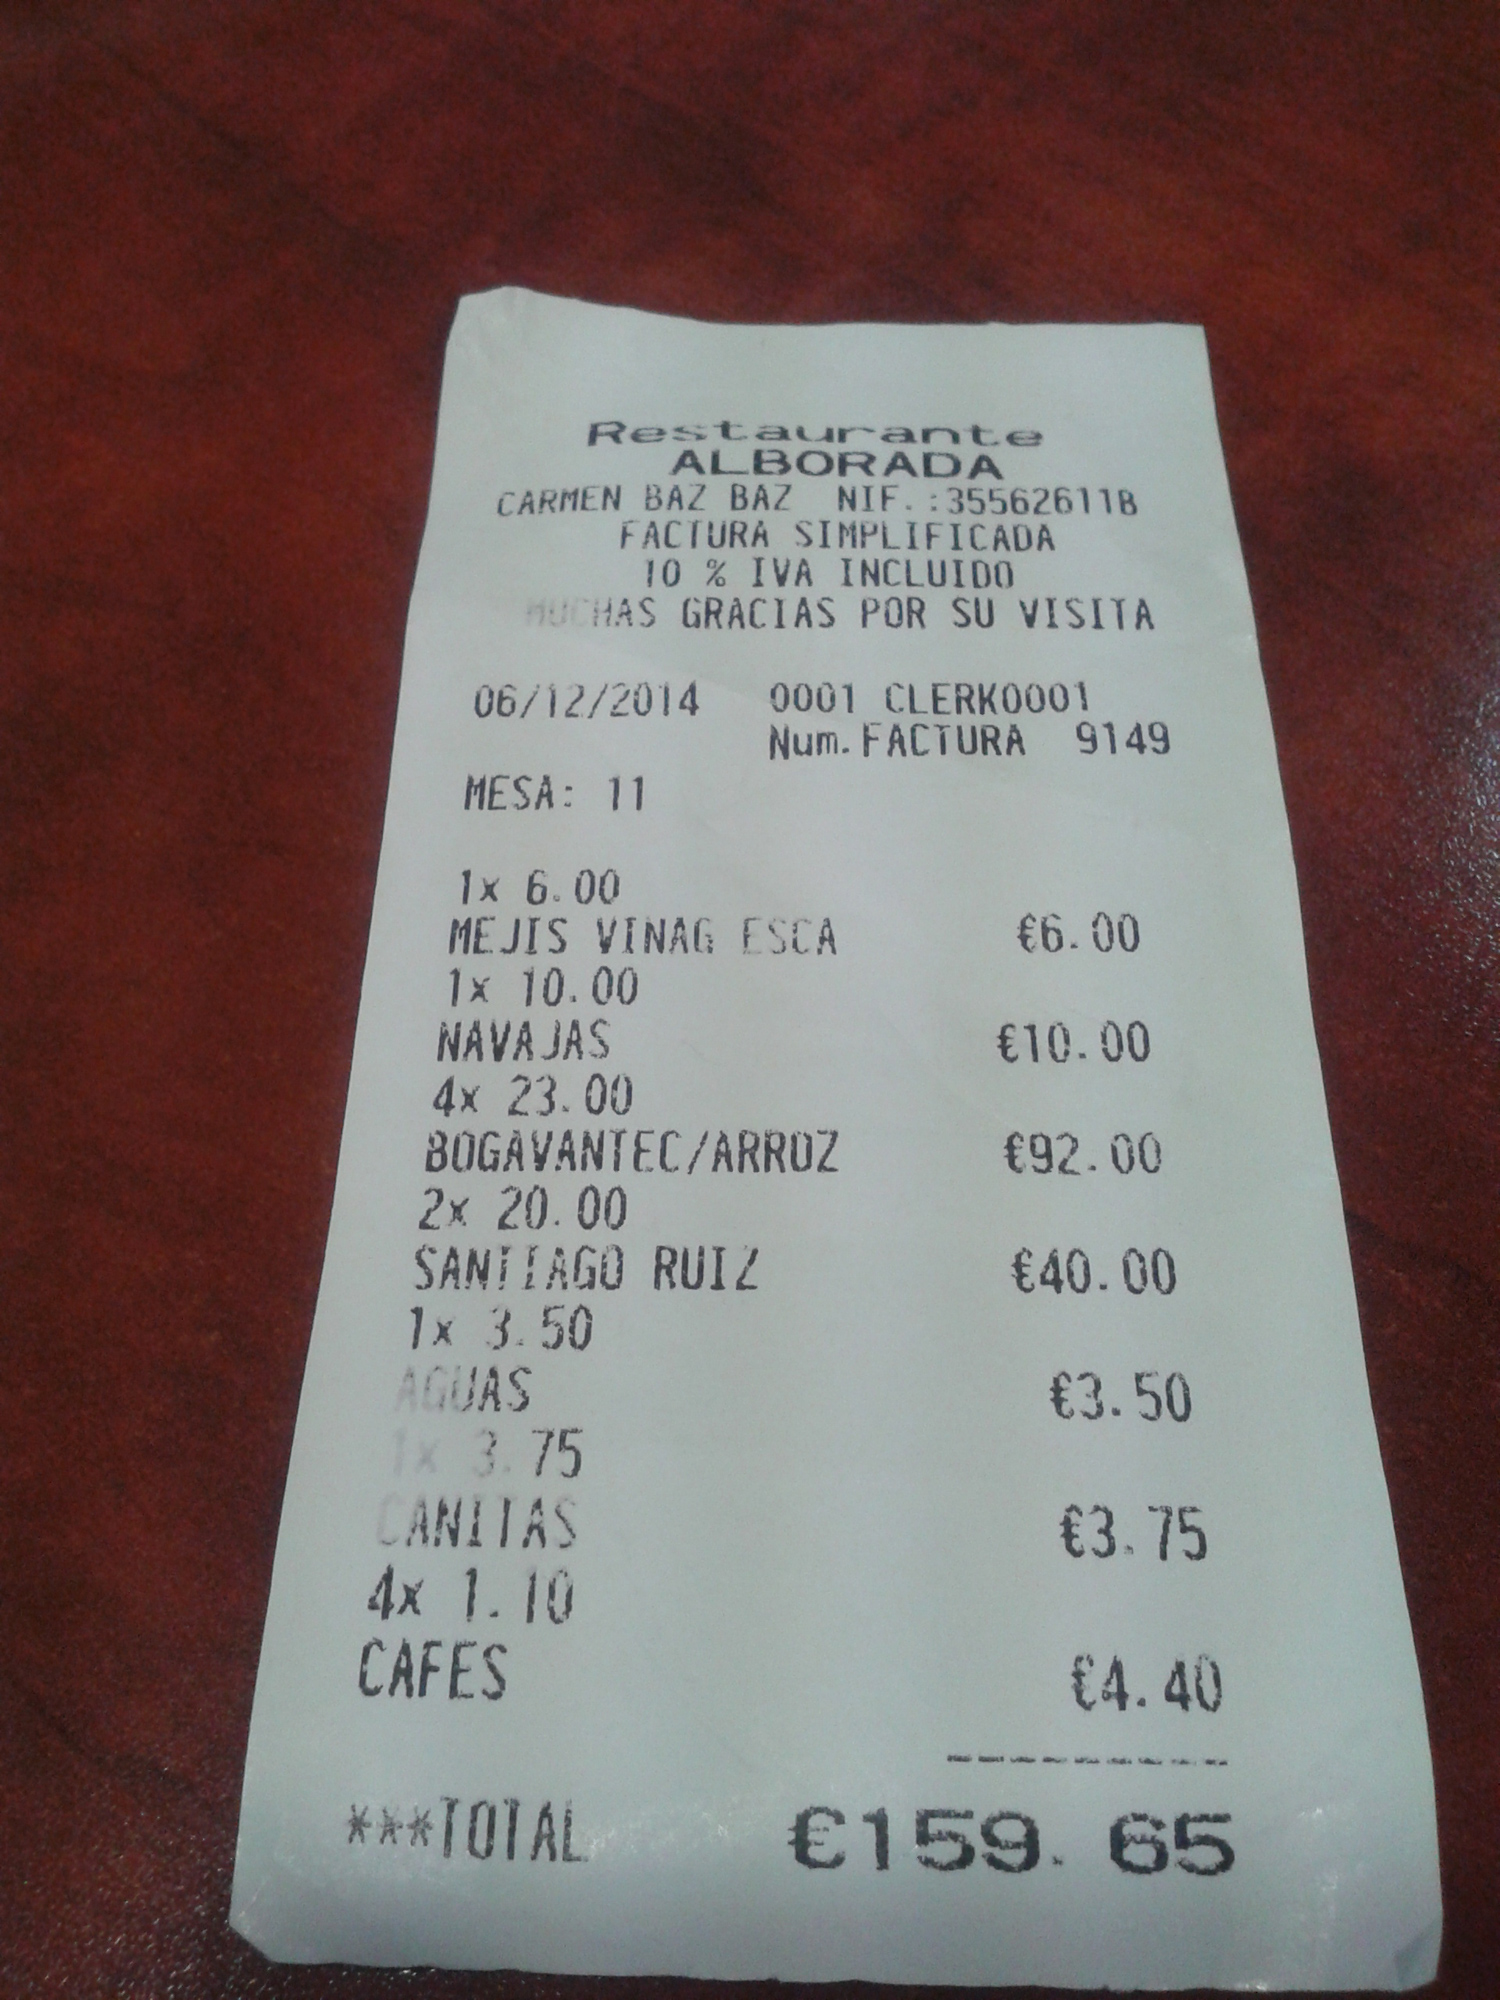 Restaurante
ALBORADA
CARMEN BAZ BAZ NIF.:35562611B
FACTURA SIMPLIFICADA
10 % IVA INCLUIDO
MUCHAS GRACIAS POR SU VISITA
06/12/2014 0001 CLERK0001
Num. FACTURA 9149
MESA: 11
1x 6.00
MEJIS VINAG ESCA €6.00
1x 10.00
NAVAJAS €10.00
4x 23.00
BOGAVANTEC/ARROZ €92.00
2x 20.00
SANTIAGO RUIZ €40.00
1x 3.50
AGUAS €3.50
1x 3.75
CANITAS €3.75
4x 1.10
CAFES €4.40
----------
***TOTAL €159.65